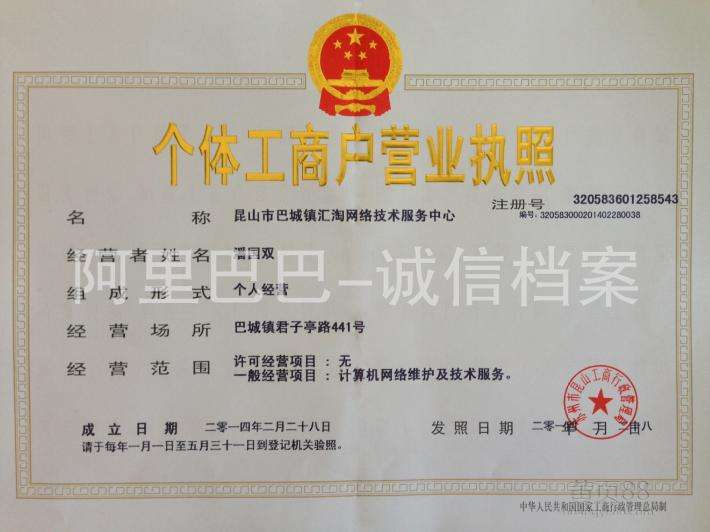 个体工商户营业执照
注册号 320583601258543
编号: 320583000201402280038
名称 昆山市巴城镇汇淘网络技术服务中心
经营者姓名 潘国双
组成形式 个人经营
经营场所 巴城镇君子亭路441号
经营范围 许可经营项目：无
一般经营项目：计算机网络维护及技术服务。
阿里巴巴-诚信档案
成立日期 二零一四年二月二十八日
发照日期 二零一 年 月 日
请于每年一月一日至五月三十一日到登记机关验照。
苏州市昆山工商行政管理局
黄页88
中华人民共和国国家工商行政管理总局制